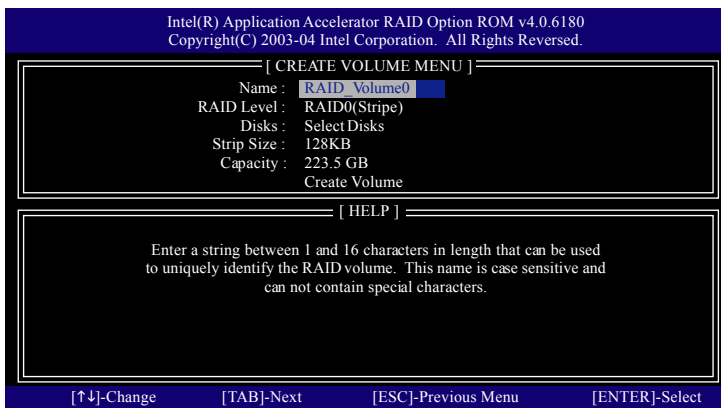 Intel(R) Application Accelerator RAID Option ROM v4.0.6180
Copyright(C) 2003-04 Intel Corporation. All Rights Reversed.
[ CREATE VOLUME MENU ]
Name : RAID_Volume0
RAID Level : RAID0(Stripe)
Disks : Select Disks
Strip Size : 128KB
Capacity : 223.5 GB
Create Volume
[ HELP ]
Enter a string between 1 and 16 characters in length that can be used
to uniquely identify the RAID volume. This name is case sensitive and
can not contain special characters.
[↑↓]-Change [TAB]-Next [ESC]-Previous Menu [ENTER]-Select